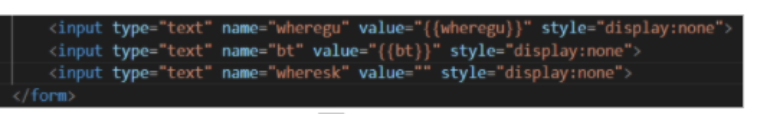 <input type="text" name="wheregu" value="{{wheregu}}" style="display:none">
<input type="text" name="bt" value="{{bt}}" style="display:none">
<input type="text" name="wheresk" value="" style="display:none">
</form>